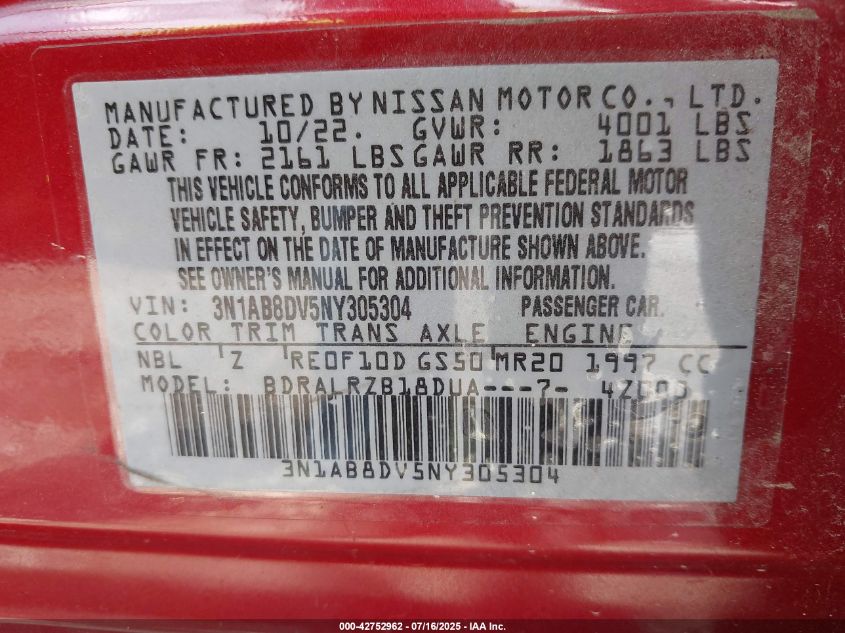 MANUFACTURED BY NISSAN MOTOR CO., LTD.
DATE: 10/22. GVWR: 4001 LBS
GAWR FR: 2161 LBS GAWR RR: 1863 LBS
THIS VEHICLE CONFORMS TO ALL APPLICABLE FEDERAL MOTOR
VEHICLE SAFETY, BUMPER AND THEFT PREVENTION STANDARDS
IN EFFECT ON THE DATE OF MANUFACTURE SHOWN ABOVE.
SEE OWNER'S MANUAL FOR ADDITIONAL INFORMATION.
VIN: 3N1AB8DV5NY305304 PASSENGER CAR.
COLOR TRIM TRANS AXLE ENGINE
NBL Z RE0F10D GS50 MR20 1997 CC
MODEL: BDRALRZB18DUA---7-
3N1AB8DV5NY305304
000-42752962 - 07/16/2025 - IAA Inc.